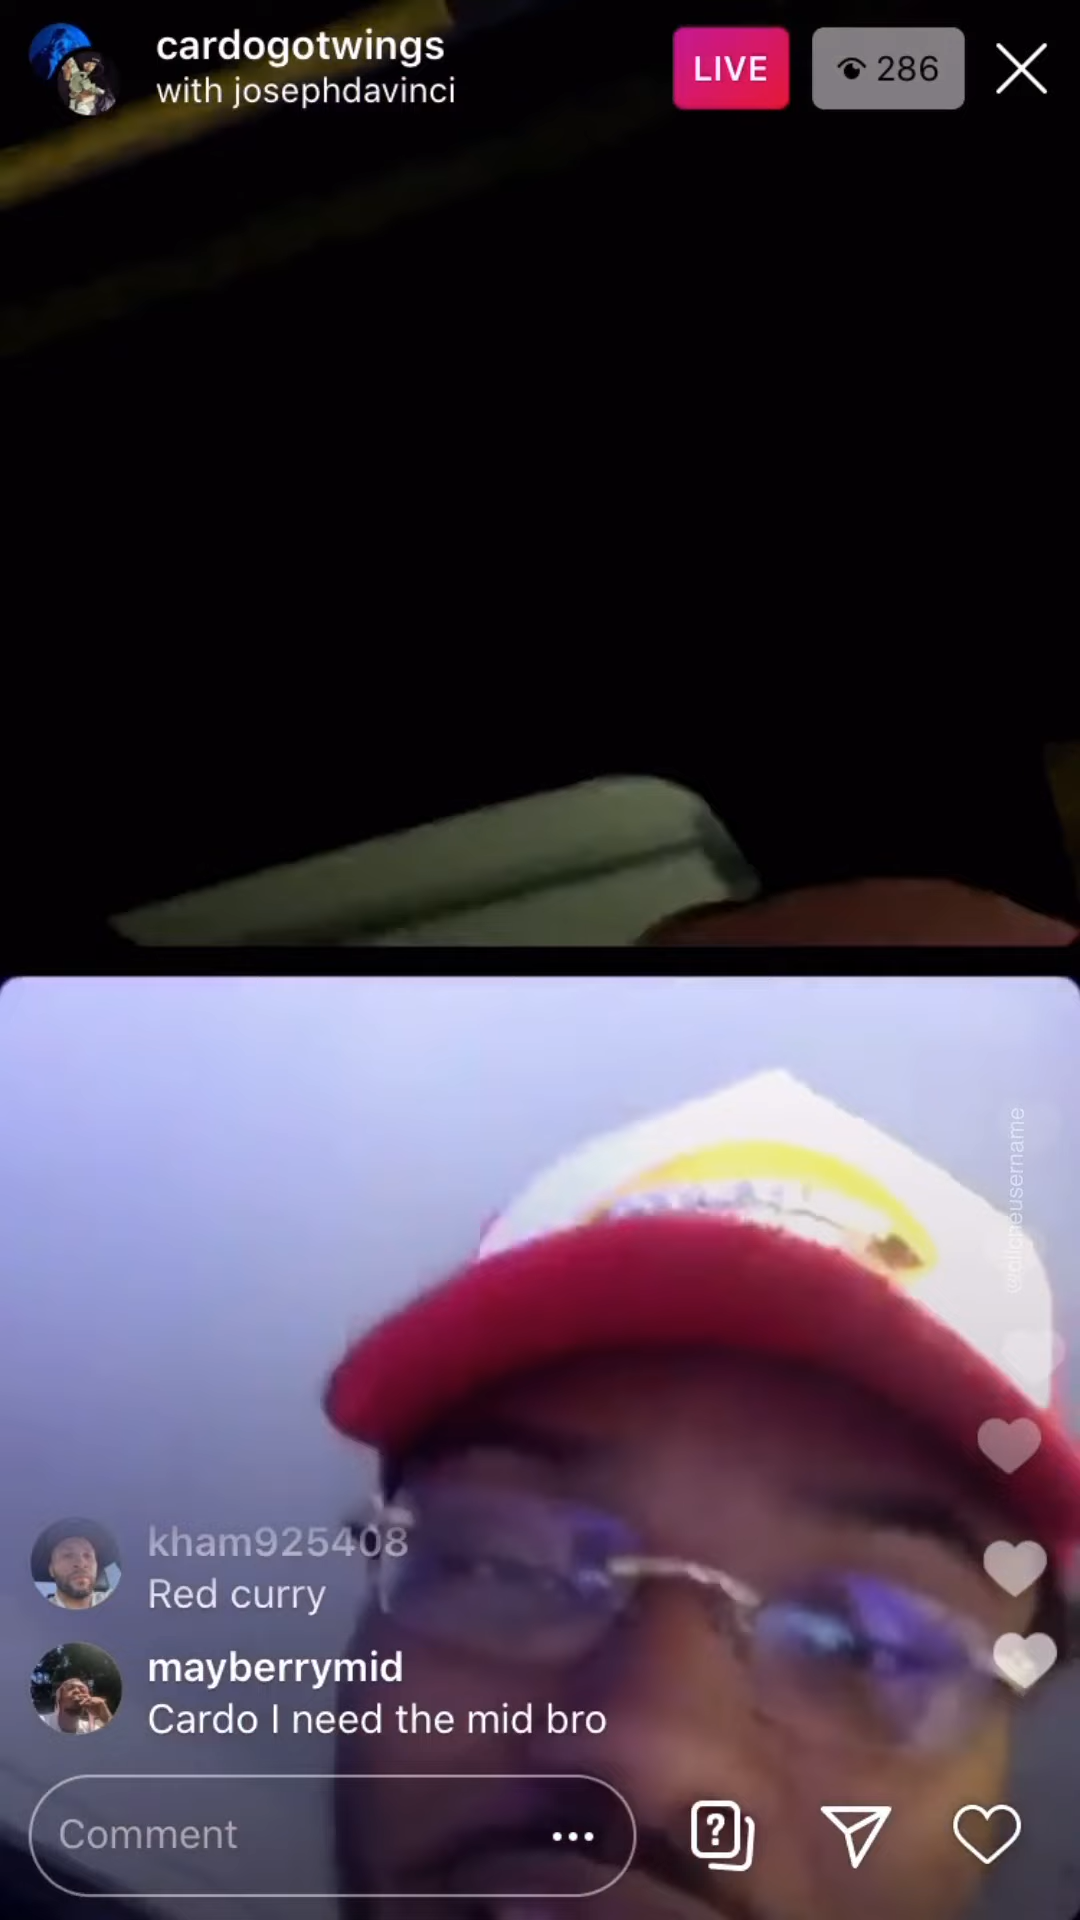 cardogotwings
with josephdavinci
LIVE
286
kham925408
Red curry
mayberrymid
Cardo I need the mid bro
Comment